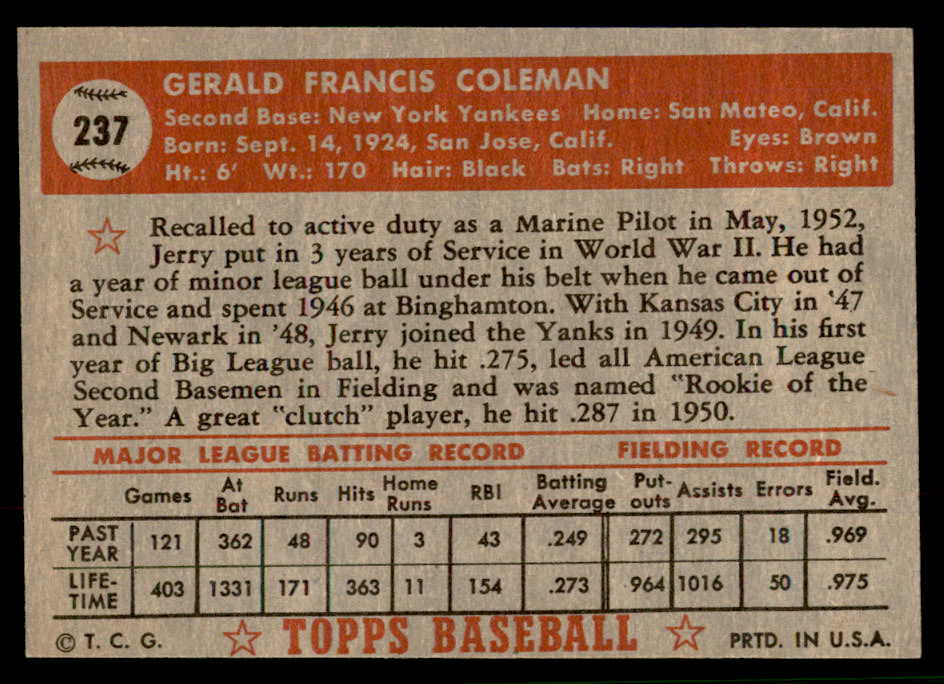 GERALD FRANCIS COLEMAN
237
Second Base: New York Yankees Home: San Mateo, Calif.
Born: Sept. 14, 1924, San Jose, Calif. Eyes: Brown
Ht.: 6' Wt.: 170 Hair: Black Bats: Right Throws: Right
Recalled to active duty as a Marine Pilot in May, 1952,
Jerry put in 3 years of Service in World War II. He had
a year of minor league ball under his belt when he came out of
Service and spent 1946 at Binghamton. With Kansas City in '47
and Newark in '48, Jerry joined the Yanks in 1949. In his first
year of Big League ball, he hit .275, led all American League
Second Basemen in Fielding and was named "Rookie of the
Year." A great "clutch" player, he hit .287 in 1950.
MAJOR LEAGUE BATTING RECORD FIELDING RECORD
Games At Bat Runs Hits Home Runs RBI Batting Average Put-outs Assists Errors Field. Avg.
PAST YEAR 121 362 48 90 3 43 .249 272 295 18 .969
LIFE-TIME 403 1331 171 363 11 154 .273 964 1016 50 .975
© T. C. G. TOPPS BASEBALL PRTD. IN U.S.A.